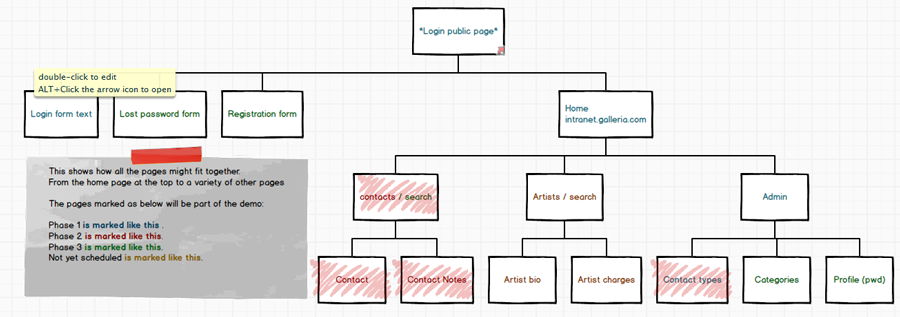 *Login public page*
double-click to edit
ALT+Click the arrow icon to open
Login form text
Lost password form
Registration form
Home
intranet.galleria.com
This shows how all the pages might fit together.
From the home page at the top to a variety of other pages
The pages marked as below will be part of the demo:
Phase 1 is marked like this .
Phase 2 is marked like this.
Phase 3 is marked like this.
Not yet scheduled is marked like this.
contacts / search
Artists / search
Admin
Contact
Contact Notes
Artist bio
Artist charges
Contact types
Categories
Profile (pwd)